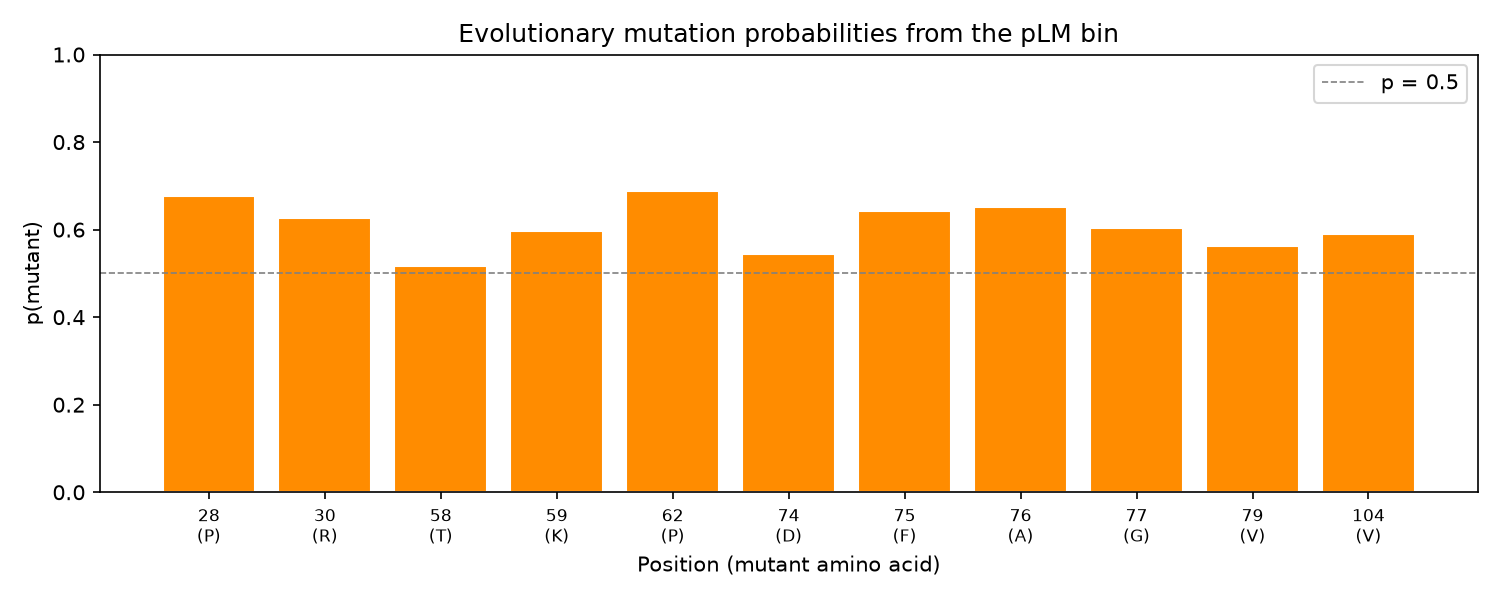 Evolutionary mutation probabilities from the pLM bin
1.0
0.8
0.6
0.4
0.2
0.0
p(mutant)
p = 0.5
28 30 58 59 62 74 75 76 77 79 104
(P) (R) (T) (K) (P) (D) (F) (A) (G) (V) (V)
Position (mutant amino acid)